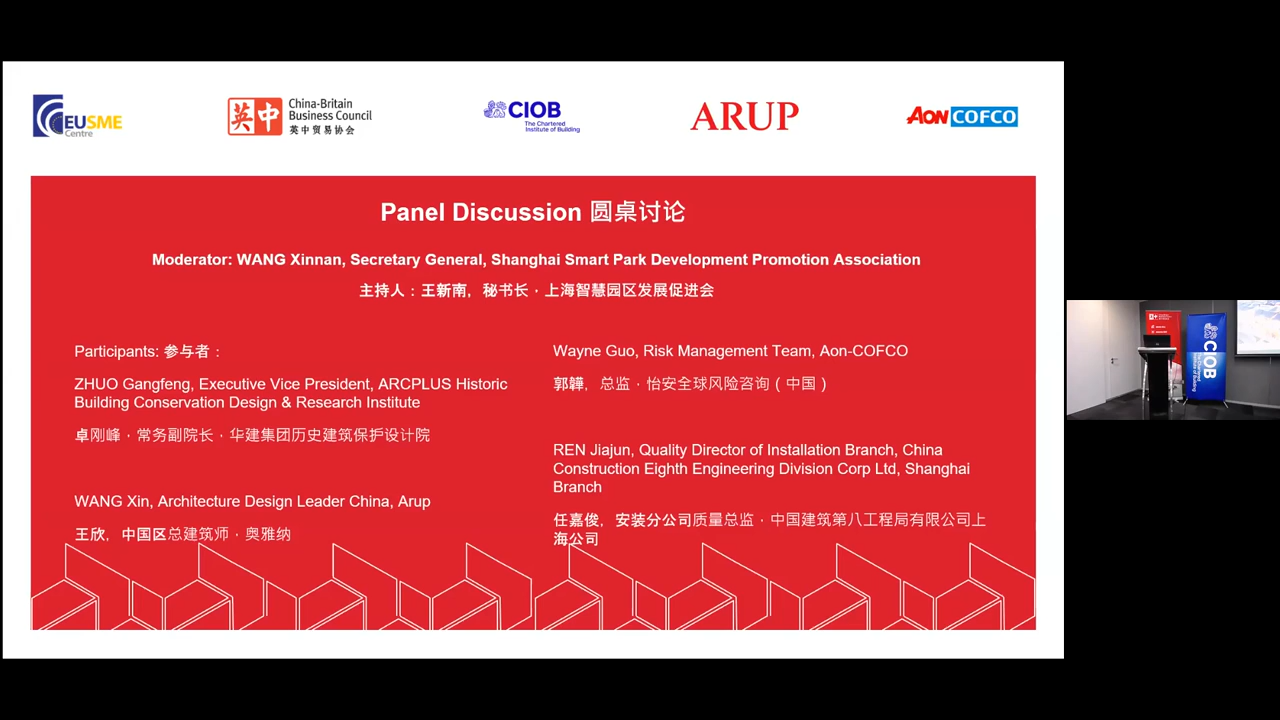 EUSME
Centre
英中
China-Britain
Business Council
英中贸易协会
CIOB
The Chartered
Institute of Building
ARUP
AON COFCO
Panel Discussion 圆桌讨论
Moderator: WANG Xinnan, Secretary General, Shanghai Smart Park Development Promotion Association
主持人：王新南，秘书长·上海智慧园区发展促进会
Participants: 参与者：
ZHUO Gangfeng, Executive Vice President, ARCPLUS Historic
Building Conservation Design & Research Institute
卓刚峰·常务副院长·华建集团历史建筑保护设计院
WANG Xin, Architecture Design Leader China, Arup
王欣，中国区总建筑师·奥雅纳
Wayne Guo, Risk Management Team, Aon-COFCO
郭韡，总监·怡安全球风险咨询（中国）
REN Jiajun, Quality Director of Installation Branch, China
Construction Eighth Engineering Division Corp Ltd, Shanghai
Branch
任嘉俊，安装分公司质量总监·中国建筑第八工程局有限公司上
海公司
CIOB